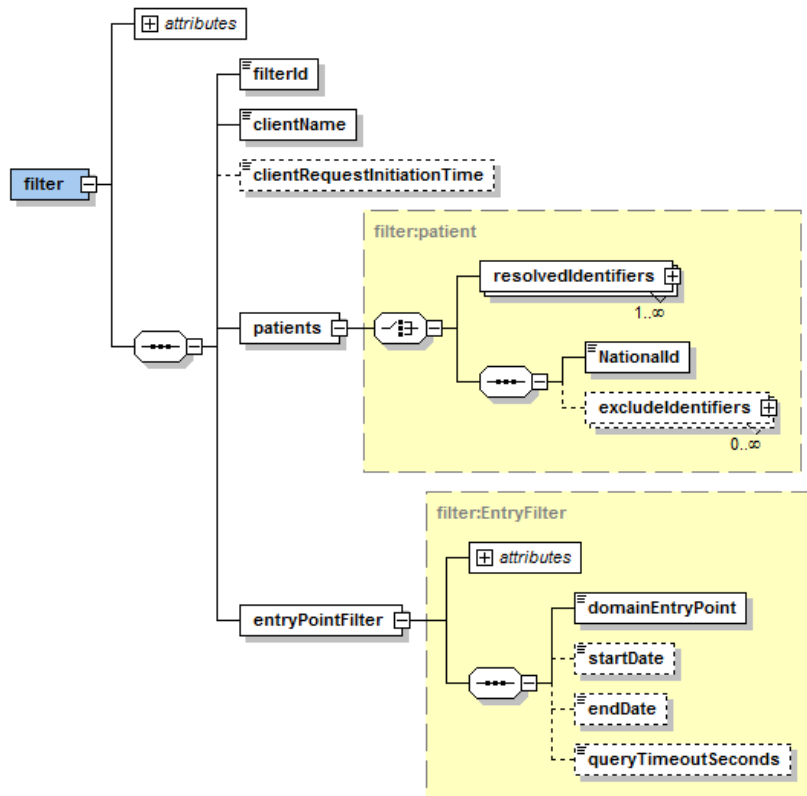 attributes
filterId
clientName
clientRequestInitiationTime
filter
filter:patient
resolvedIdentifiers
1..∞
patients
NationalId
excludeIdentifiers
0..∞
filter:EntryFilter
attributes
domainEntryPoint
entryPointFilter
startDate
endDate
queryTimeoutSeconds